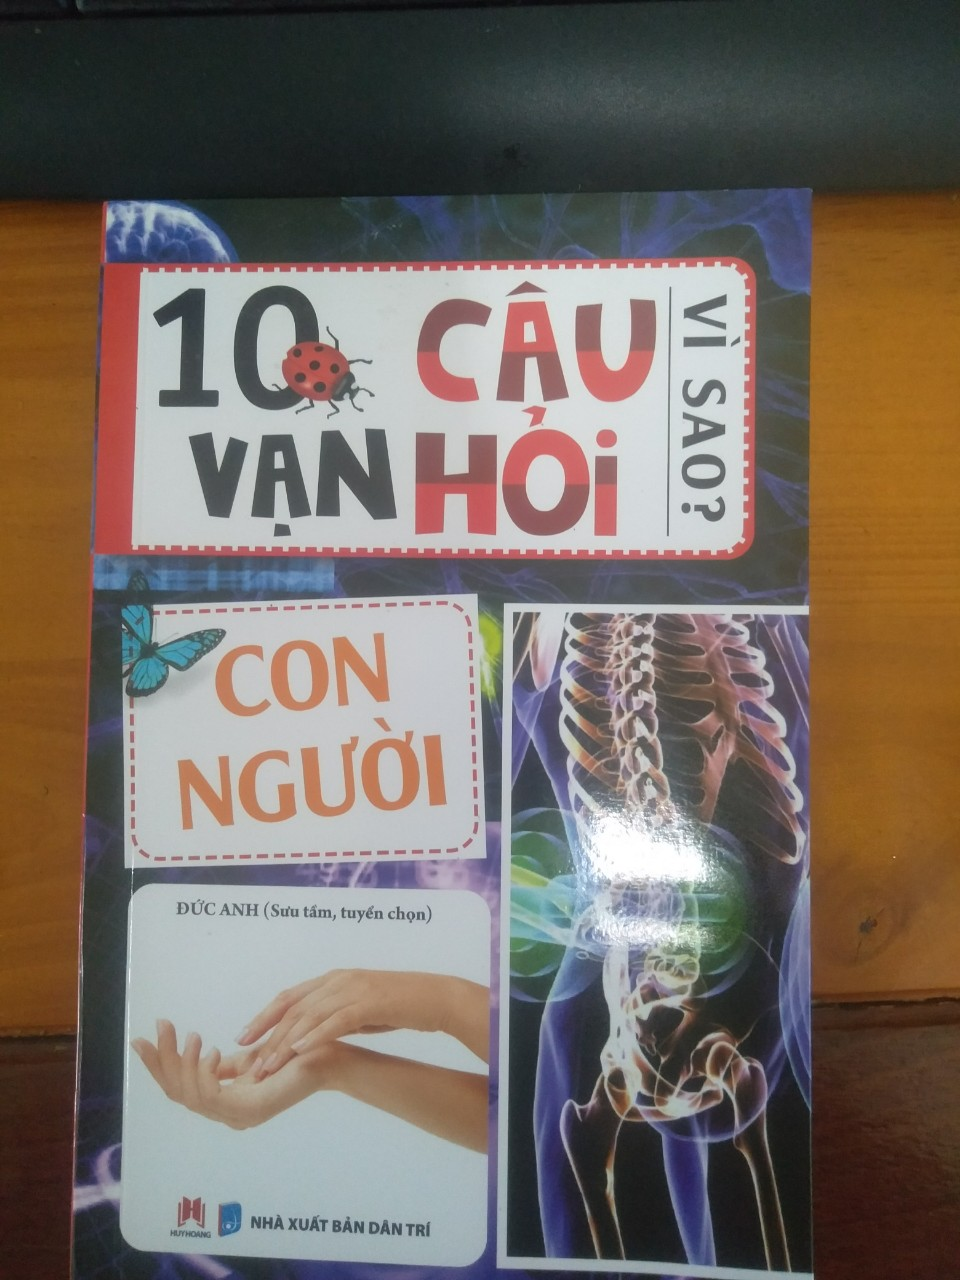 10 CÂU
VẠN HỎI
VÌ SAO?
CON
NGƯỜI
ĐỨC ANH (Sưu tầm, tuyển chọn)
HUYHOANG
NHÀ XUẤT BẢN DÂN TRÍ